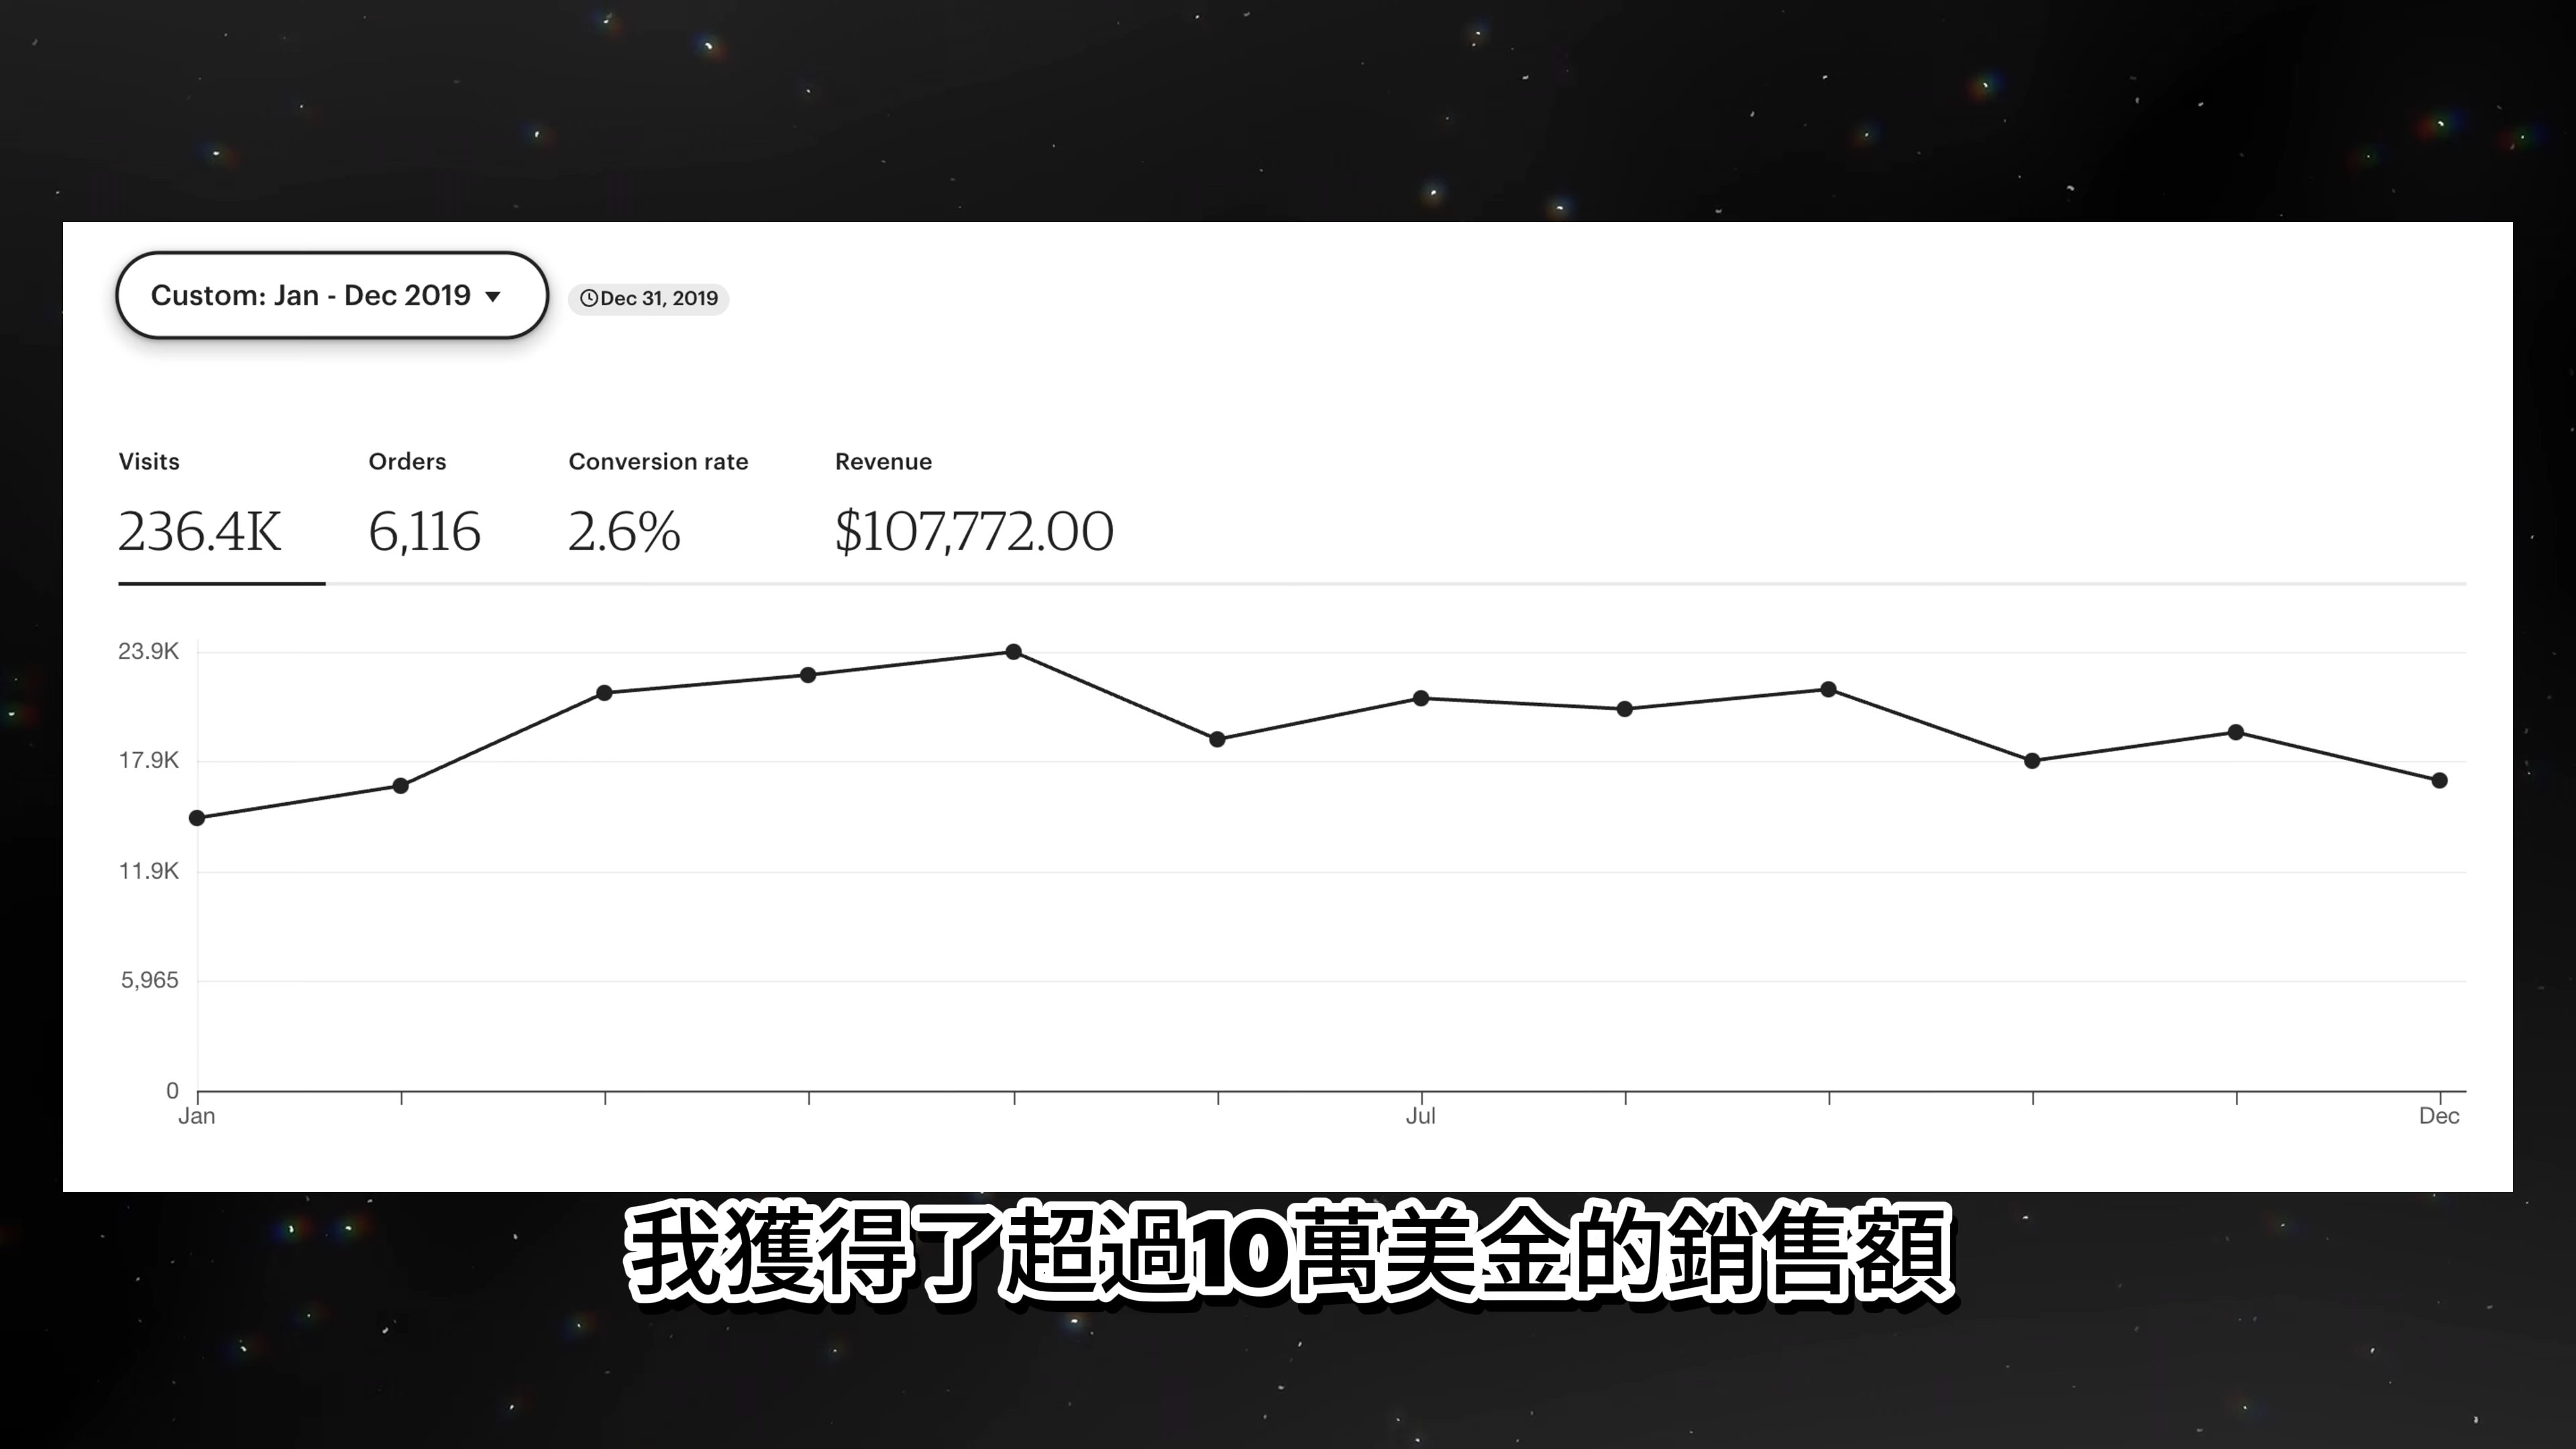 Custom: Jan - Dec 2019 ▼
Dec 31, 2019
Visits Orders Conversion rate Revenue
236.4K 6,116 2.6% $107,772.00
23.9K
17.9K
11.9K
5,965
0
Jan Jul Dec
我獲得了超過10萬美金的銷售額